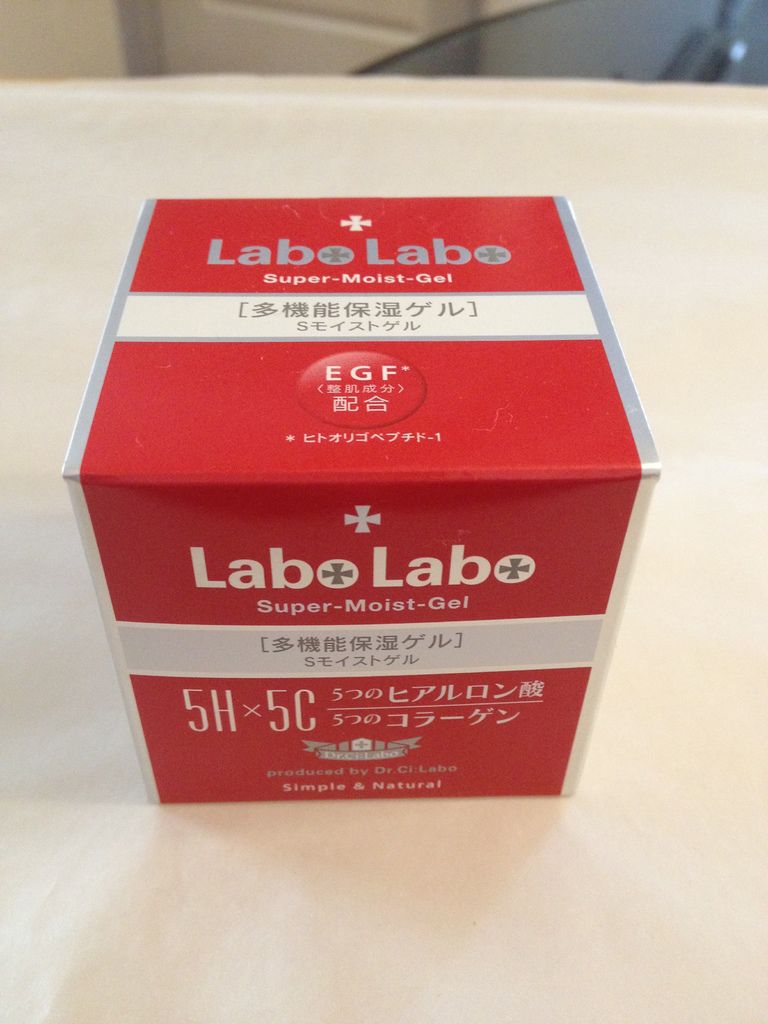 Labo Labo
Super-Moist-Gel
[多機能保湿ゲル]
Sモイストゲル
EGF*
〈整肌成分〉
配合
* ヒトオリゴペプチド-1
Labo Labo
Super-Moist-Gel
[多機能保湿ゲル]
Sモイストゲル
5H×5C 5つのヒアルロン酸
5つのコラーゲン
Dr.Ci:Labo
produced by Dr.Ci:Labo
Simple & Natural